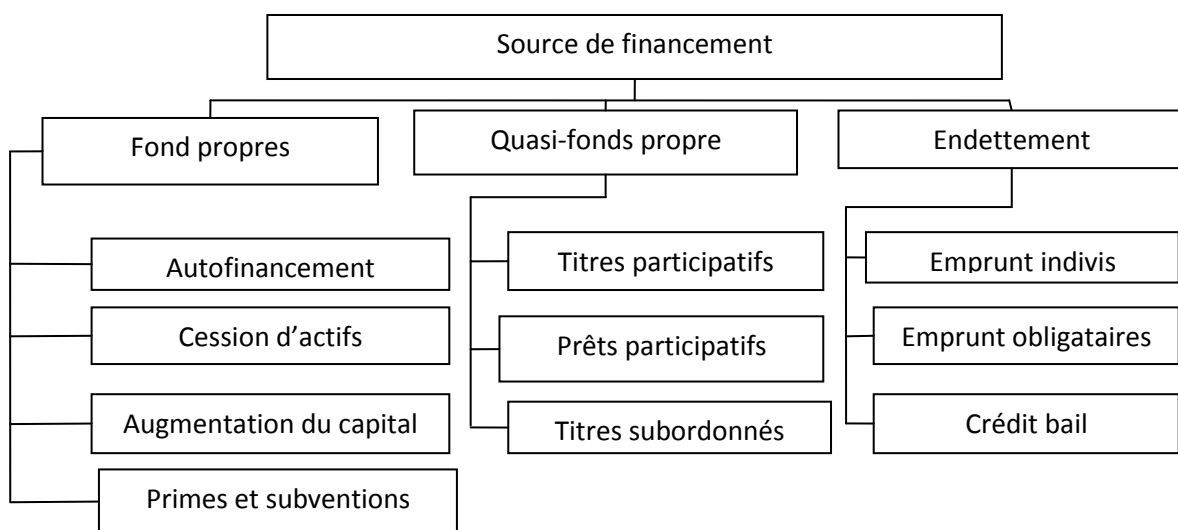 Source de financement
Fond propres
Quasi-fonds propre
Endettement
Autofinancement
Cession d’actifs
Augmentation du capital
Primes et subventions
Titres participatifs
Prêts participatifs
Titres subordonnés
Emprunt indivis
Emprunt obligataires
Crédit bail